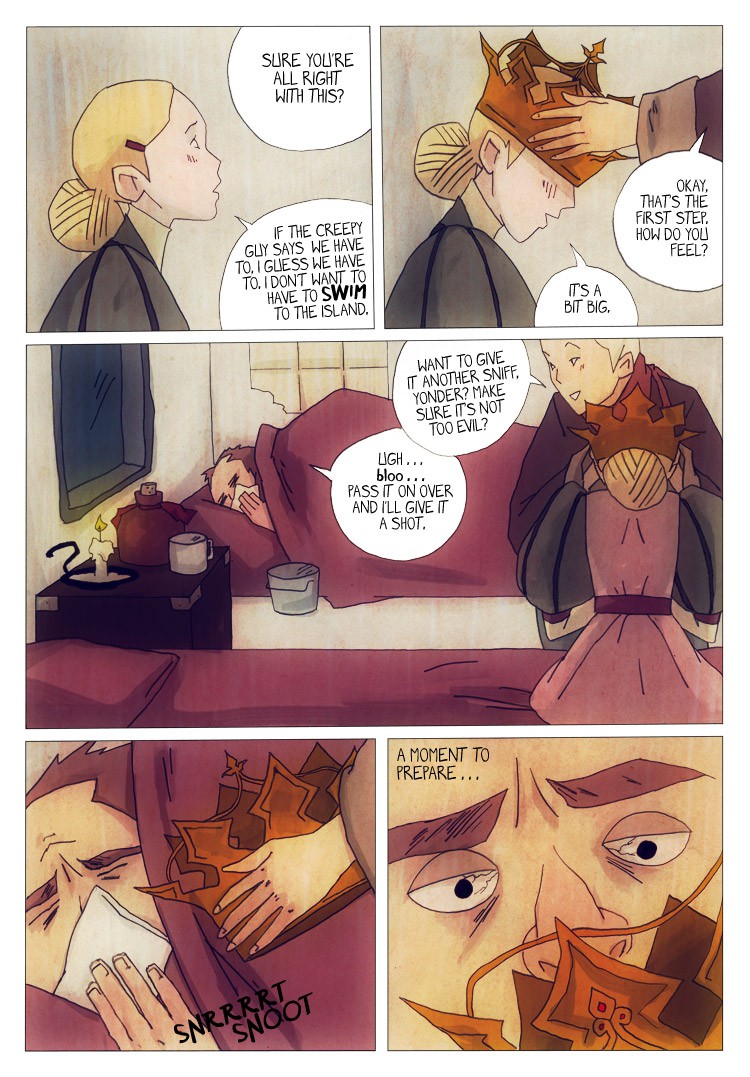 SURE YOU'RE
ALL RIGHT
WITH THIS?
IF THE CREEPY
GUY SAYS WE HAVE
TO, I GUESS WE HAVE
TO. I DON'T WANT TO
HAVE TO SWIM
TO THE ISLAND.
OKAY,
THAT'S THE
FIRST STEP.
HOW DO YOU
FEEL?
IT'S A
BIT BIG.
WANT TO GIVE
IT ANOTHER SNIFF,
YONDER? MAKE
SURE IT'S NOT
TOO EVIL?
UGH...
bloo...
PASS IT ON OVER
AND I'LL GIVE IT
A SHOT.
SNRRRRT
SNOOT
A MOMENT TO
PREPARE...